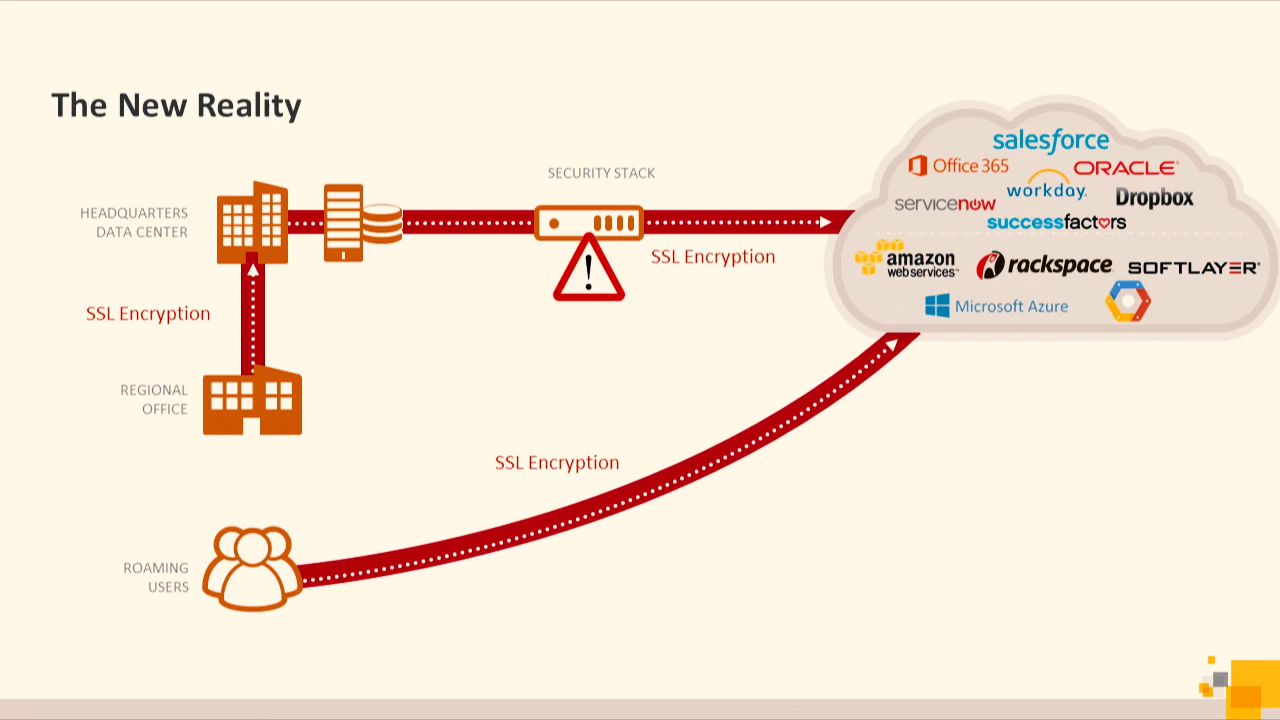 The New Reality
SECURITY STACK
HEADQUARTERS
DATA CENTER
SSL Encryption
SSL Encryption
REGIONAL
OFFICE
SSL Encryption
ROAMING
USERS
salesforce
Office 365
ORACLE
workday.
servicenow
Dropbox
successfactors
amazon
web services™
rackspace
SOFTLAYER
Microsoft Azure
!